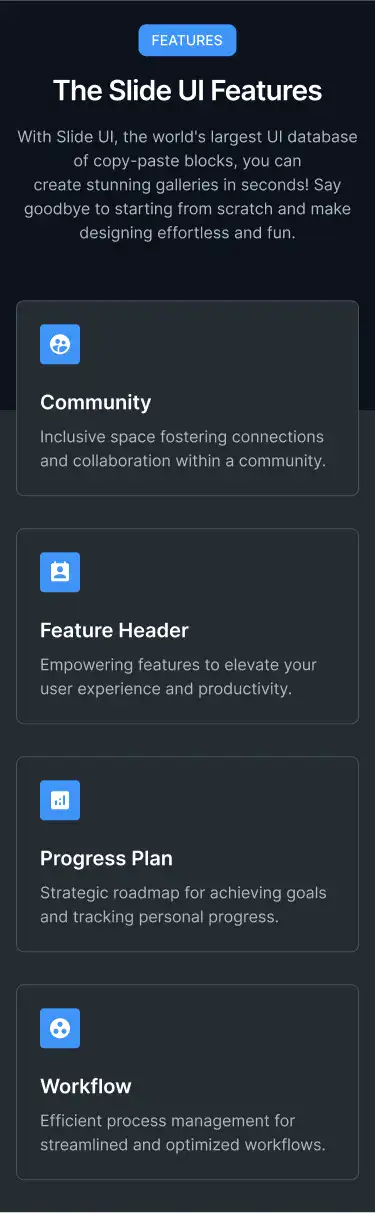 FEATURES
The Slide UI Features
With Slide UI, the world's largest UI database
of copy-paste blocks, you can
create stunning galleries in seconds! Say
goodbye to starting from scratch and make
designing effortless and fun.
Community
Inclusive space fostering connections
and collaboration within a community.
Feature Header
Empowering features to elevate your
user experience and productivity.
Progress Plan
Strategic roadmap for achieving goals
and tracking personal progress.
Workflow
Efficient process management for
streamlined and optimized workflows.